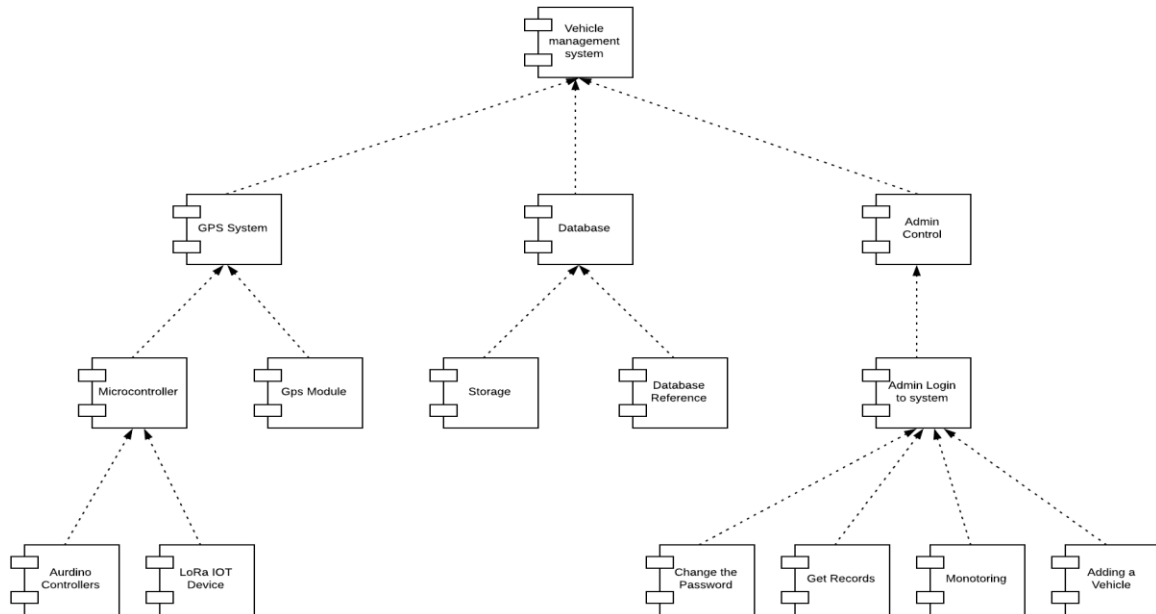 Vehicle
management
system
GPS System
Database
Admin
Control
Microcontroller
Gps Module
Storage
Database
Reference
Admin Login
to system
Aurdino
Controllers
LoRa IOT
Device
Change the
Password
Get Records
Monotoring
Adding a
Vehicle